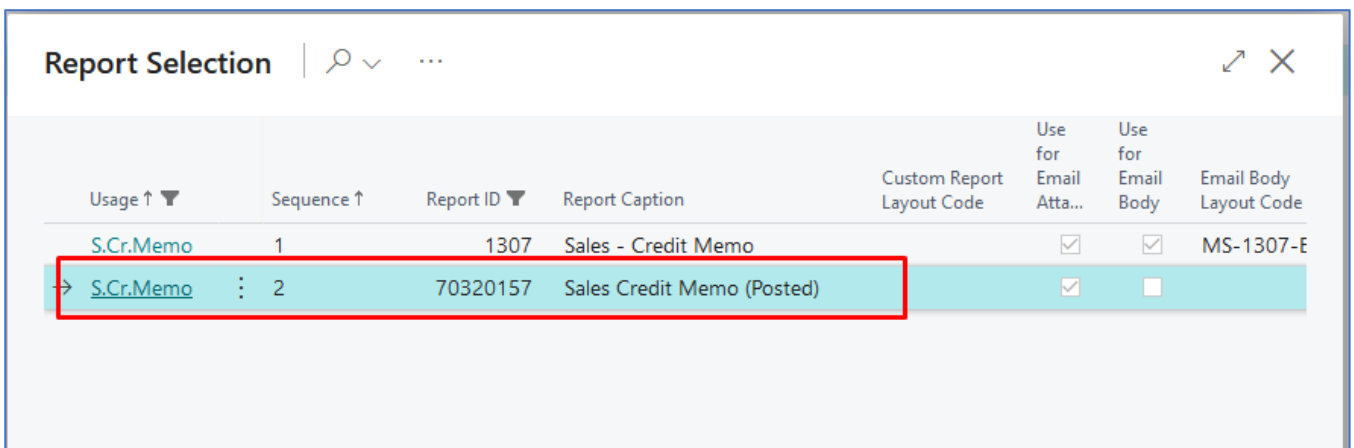 Report Selection
Use Use
for for
Custom Report Email Email Email Body
Usage ↑ Sequence ↑ Report ID Report Caption Layout Code Atta... Body Layout Code
S.Cr.Memo 1 1307 Sales - Credit Memo MS-1307-E
→ S.Cr.Memo 2 70320157 Sales Credit Memo (Posted)